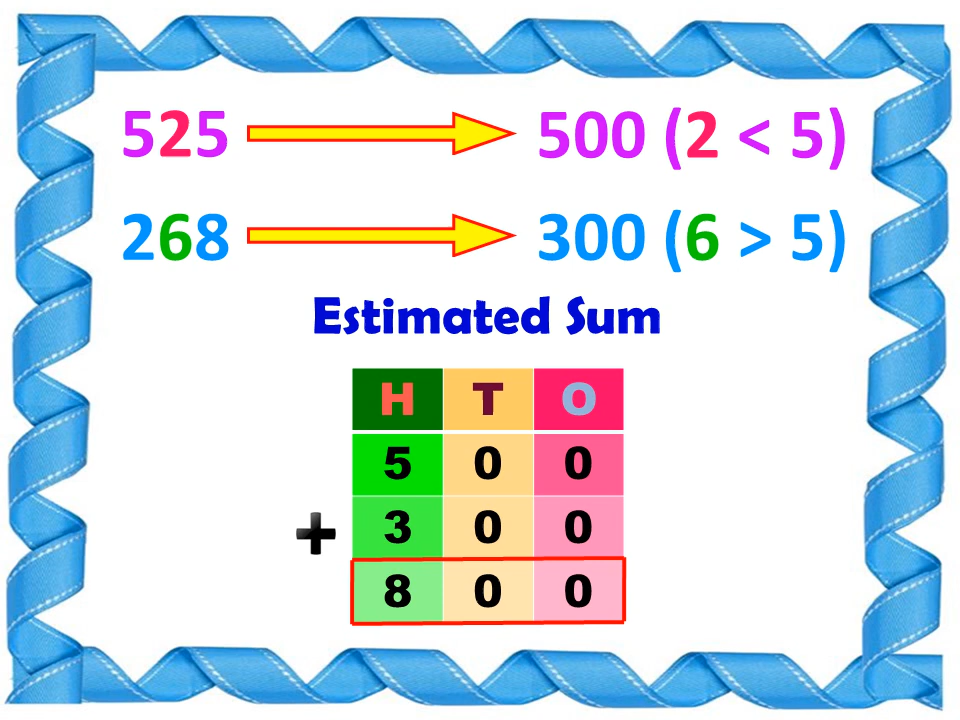 525 500 (2 < 5)
268 300 (6 > 5)
Estimated Sum
H T O
5 0 0
+ 3 0 0
8 0 0